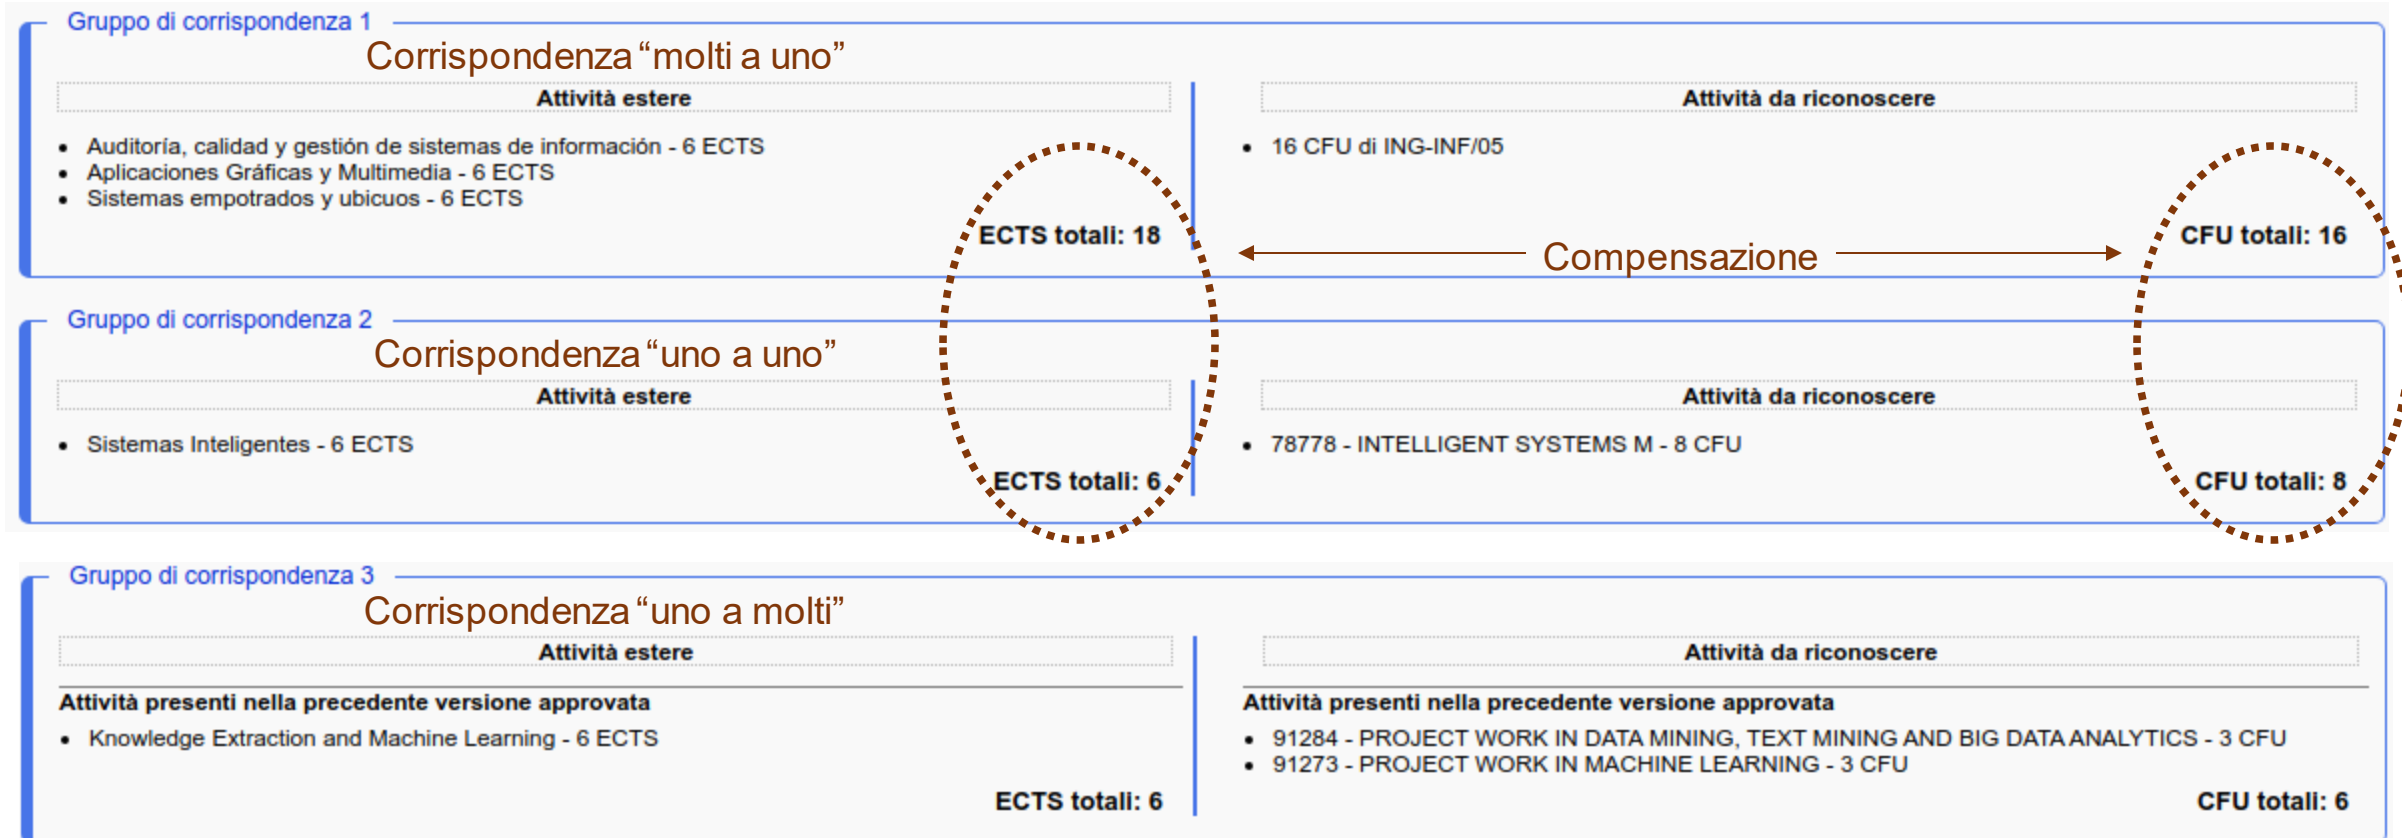 Gruppo di corrispondenza 1
Corrispondenza “molti a uno”
Attività estere
Attività da riconoscere
• Auditoría, calidad y gestión de sistemas de información - 6 ECTS
• Aplicaciones Gráficas y Multimedia - 6 ECTS
• Sistemas empotrados y ubicuos - 6 ECTS
ECTS totali: 18
• 16 CFU di ING-INF/05
CFU totali: 16
Compensazione
Gruppo di corrispondenza 2
Corrispondenza “uno a uno”
Attività estere
Attività da riconoscere
• Sistemas Inteligentes - 6 ECTS
ECTS totali: 6
• 78778 - INTELLIGENT SYSTEMS M - 8 CFU
CFU totali: 8
Gruppo di corrispondenza 3
Corrispondenza “uno a molti”
Attività estere
Attività da riconoscere
Attività presenti nella precedente versione approvata
• Knowledge Extraction and Machine Learning - 6 ECTS
ECTS totali: 6
Attività presenti nella precedente versione approvata
• 91284 - PROJECT WORK IN DATA MINING, TEXT MINING AND BIG DATA ANALYTICS - 3 CFU
• 91273 - PROJECT WORK IN MACHINE LEARNING - 3 CFU
CFU totali: 6